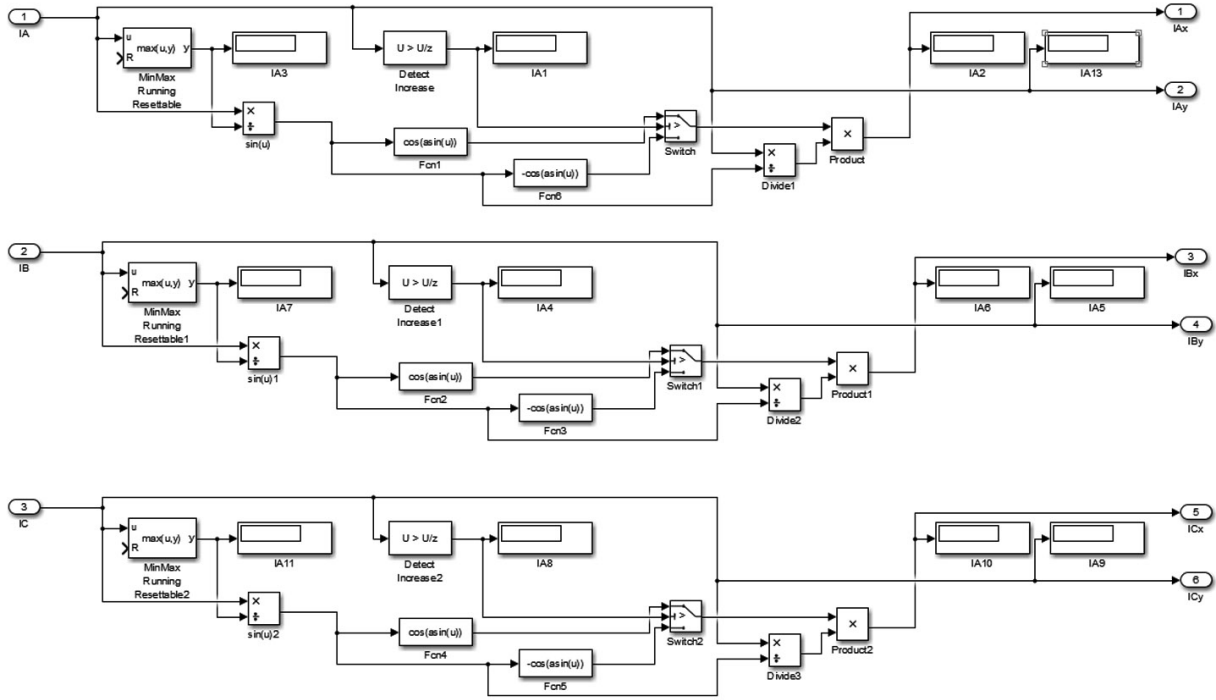 1
IA
u
R
max(u,y)
y
MinMax
Running
Resettable
IA3
U > U/z
Detect
Increase
IA1
1
IAx
IA2
IA13
2
IAy
×
÷
sin(u)
cos(asin(u))
Fcn1
-cos(asin(u))
Fcn6
>
Switch
×
÷
Divide1
×
Product
2
IB
u
R
max(u,y)
y
MinMax
Running
Resettable1
IA7
U > U/z
Detect
Increase1
IA4
3
IBx
IA6
IA5
4
IBy
×
÷
sin(u)1
cos(asin(u))
Fcn2
-cos(asin(u))
Fcn3
>
Switch1
×
÷
Divide2
×
Product1
3
IC
u
R
max(u,y)
y
MinMax
Running
Resettable2
IA11
U > U/z
Detect
Increase2
IA8
5
ICx
IA10
IA9
6
ICy
×
÷
sin(u)2
cos(asin(u))
Fcn4
-cos(asin(u))
Fcn5
>
Switch2
×
÷
Divide3
×
Product2